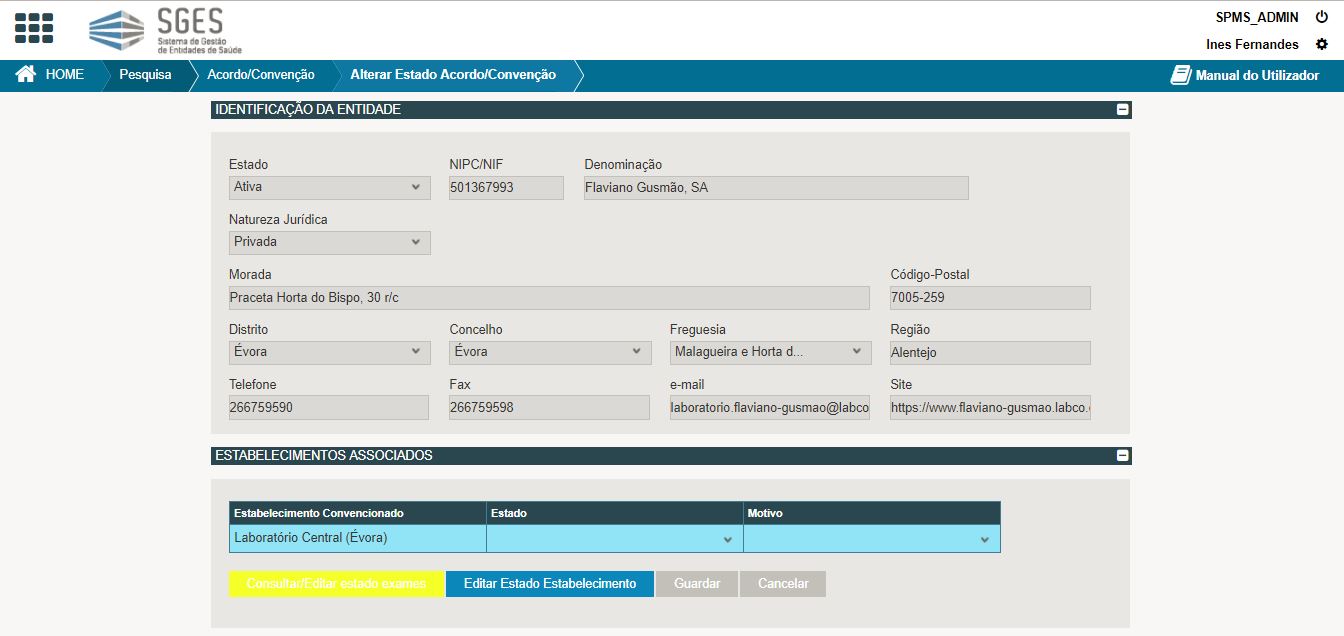 SGES
Sistema de Gestão
de Entidades de Saúde
SPMS_ADMIN
Ines Fernandes
HOME Pesquisa Acordo/Convenção Alterar Estado Acordo/Convenção Manual do Utilizador
IDENTIFICAÇÃO DA ENTIDADE
Estado NIPC/NIF Denominação
Ativa 501367993 Flaviano Gusmão, SA
Natureza Jurídica
Privada
Morada Código-Postal
Praceta Horta do Bispo, 30 r/c 7005-259
Distrito Concelho Freguesia Região
Évora Évora Malagueira e Horta d... Alentejo
Telefone Fax e-mail Site
266759590 266759598 laboratorio.flaviano-gusmao@labco https://www.flaviano-gusmao.labco.
ESTABELECIMENTOS ASSOCIADOS
Estabelecimento Convencionado Estado Motivo
Laboratório Central (Évora)
Consultar/Editar estado exames Editar Estado Estabelecimento Guardar Cancelar